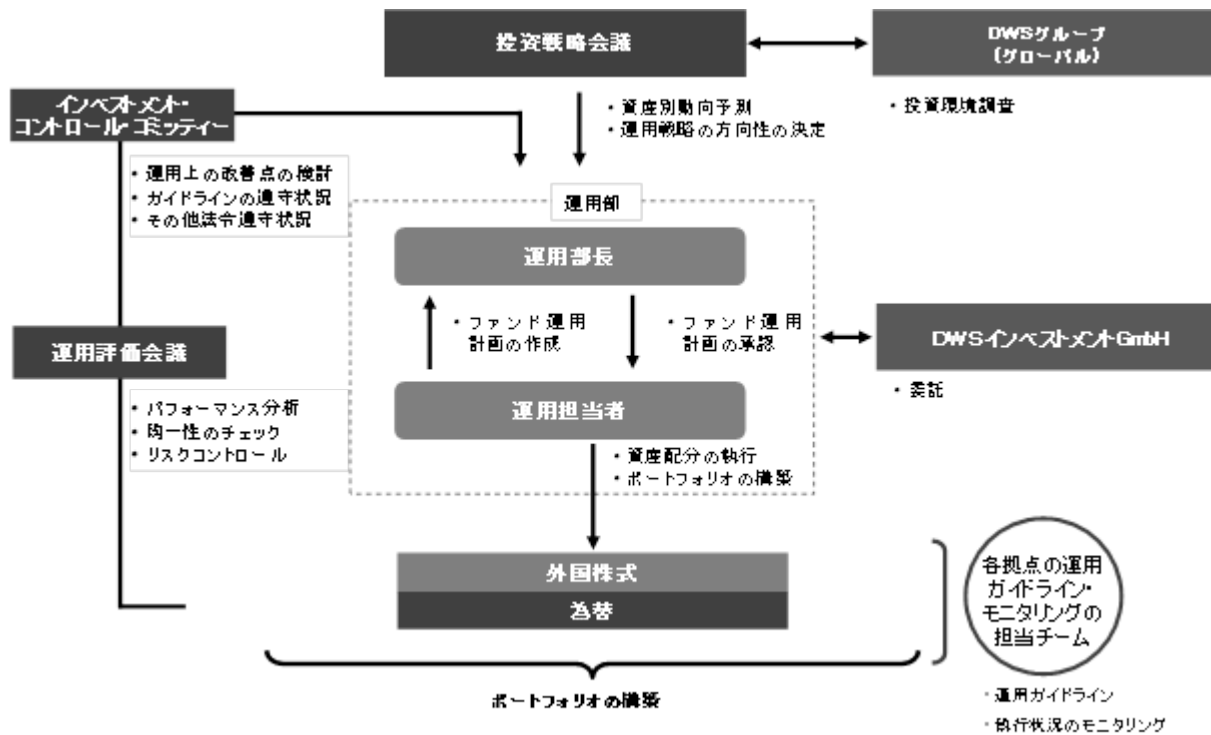 投資戦略会議
DWSグループ
(グローバル)
・投資環境調査
・資産別動向予測
・運用戦略の方向性の決定
インベストメント・
コントロール・コミッティー
・運用上の改善点の検討
・ガイドラインの遵守状況
・その他法令遵守状況
運用部
運用部長
・ファンド運用
計画の作成
・ファンド運用
計画の承認
DWSインベストメントGmbH
・委託
運用評価会議
・パフォーマンス分析
・均一性のチェック
・リスクコントロール
運用担当者
・資産配分の執行
・ポートフォリオの構築
外国株式
為替
各拠点の運用
ガイドライン・
モニタリングの
担当チーム
・運用ガイドライン
・執行状況のモニタリング
ポートフォリオの構築